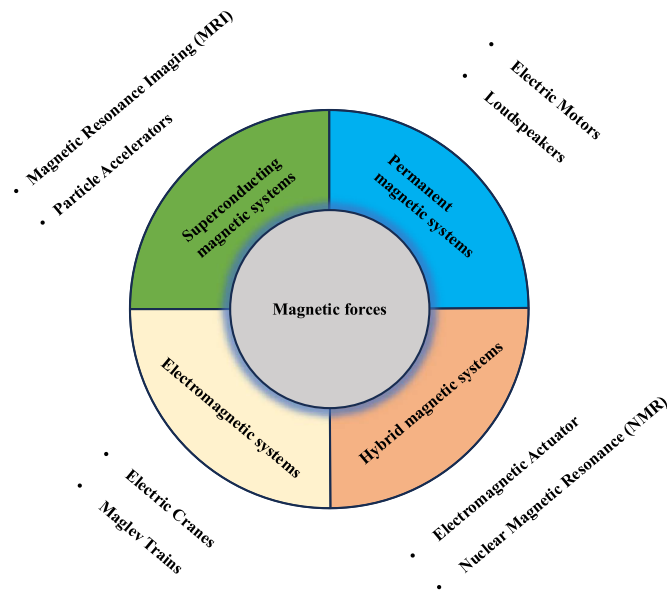 • Magnetic Resonance Imaging (MRI)
• Particle Accelerators
• Electric Motors
• Loudspeakers
Superconducting
magnetic systems
Permanent
magnetic systems
Magnetic forces
Electromagnetic systems
Hybrid magnetic systems
• Electric Cranes
• Maglev Trains
• Electromagnetic Actuator
• Nuclear Magnetic Resonance (NMR)